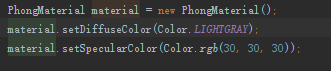 PhongMaterial material = new PhongMaterial();
material.setDiffuseColor(Color.LIGHTGRAY);
material.setSpecularColor(Color.rgb(30, 30, 30));